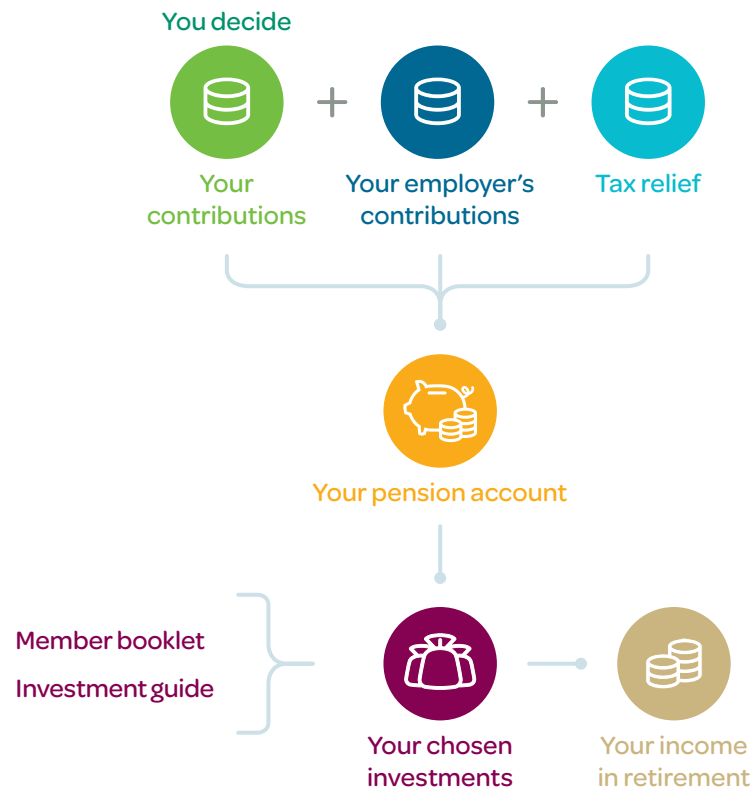 You decide
Your
contributions
Your employer's
contributions
Tax relief
Your pension account
Member booklet
Investment guide
Your chosen
investments
Your income
in retirement